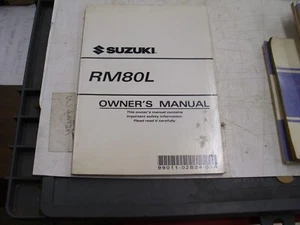 SUZUKI
RM80L
OWNER'S MANUAL
This owner's manual contains
important safety information.
Please read it carefully.